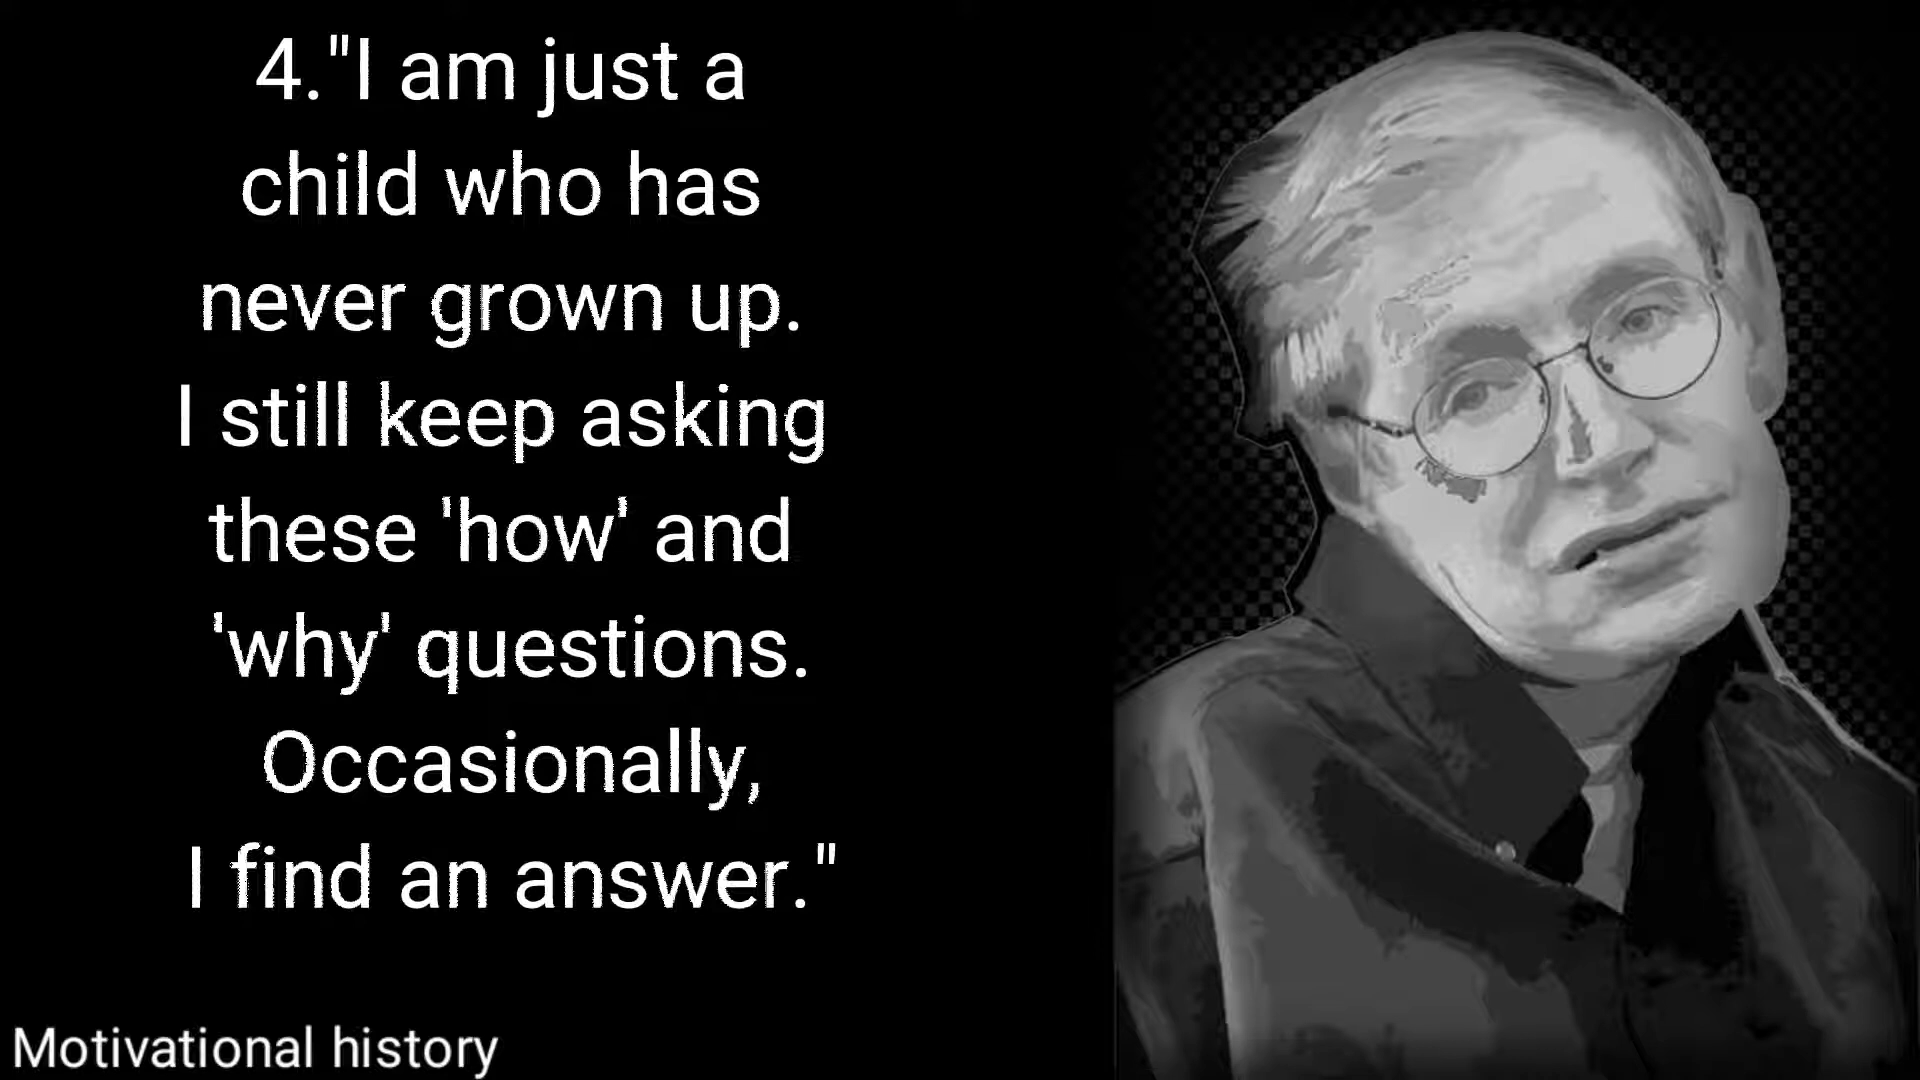 4."I am just a
child who has
never grown up.
I still keep asking
these 'how' and
'why' questions.
Occasionally,
I find an answer."
Motivational history